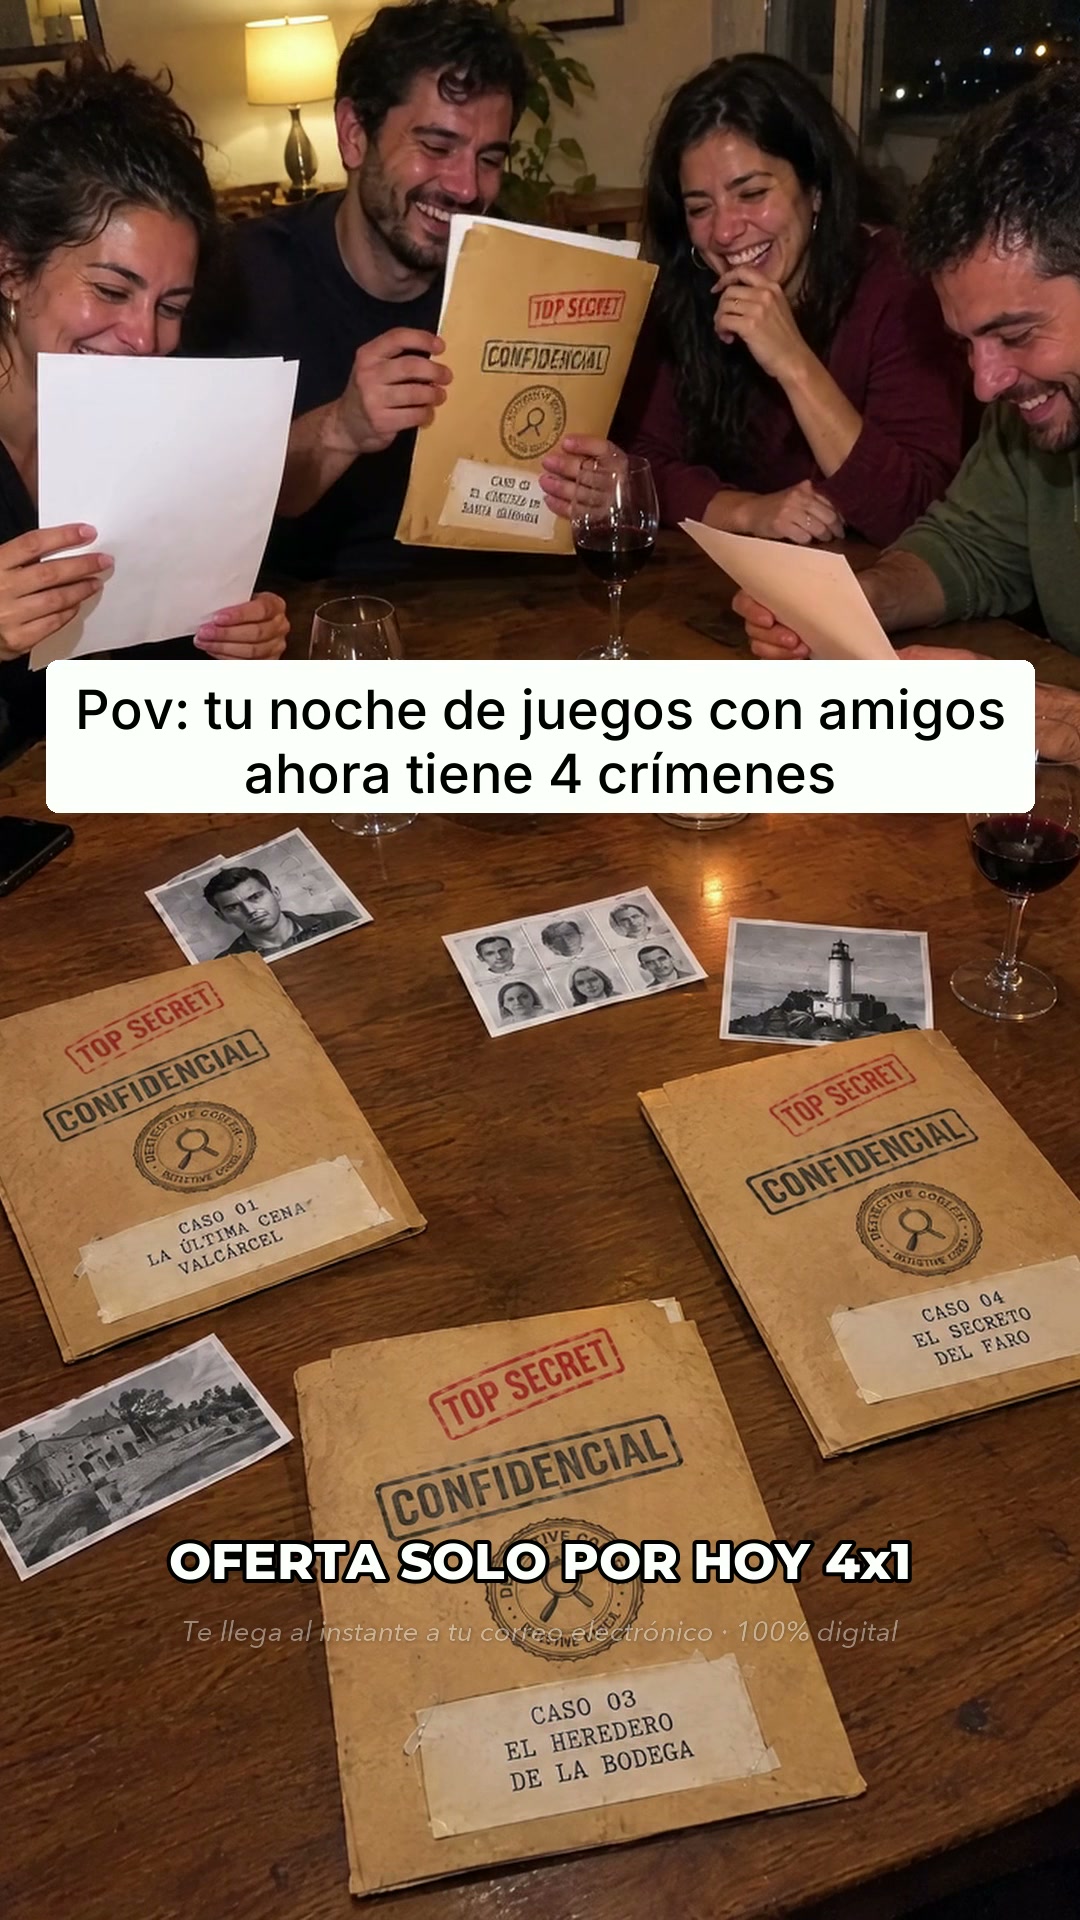 TOP SECRET
CONFIDENCIAL
CASO 02
Pov: tu noche de juegos con amigos
ahora tiene 4 crímenes
TOP SECRET
CONFIDENCIAL
CASO 01
LA ÚLTIMA CENA
VALCÁRCEL
TOP SECRET
CONFIDENCIAL
CASO 04
EL SECRETO
DEL FARO
TOP SECRET
CONFIDENCIAL
OFERTA SOLO POR HOY 4x1
Te llega al instante a tu correo electrónico · 100% digital
CASO 03
EL HEREDERO
DE LA BODEGA